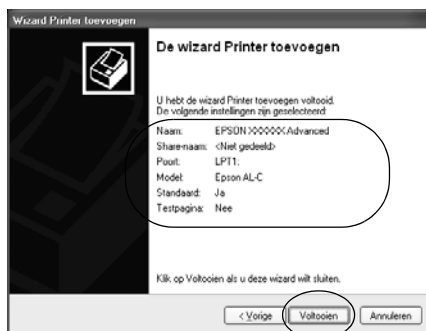 Wizard Printer toevoegen
De wizard Printer toevoegen
U hebt de wizard Printer toevoegen voltooid.
De volgende instellingen zijn geselecteerd:
Naam: EPSON XXXXXX Advanced
Share-naam: <Niet gedeeld>
Poort: LPT1:
Model: Epson AL-C
Standaard: Ja
Testpagina: Nee
Klik op Voltooien als u deze wizard wilt sluiten.
< Vorige Voltooien Annuleren